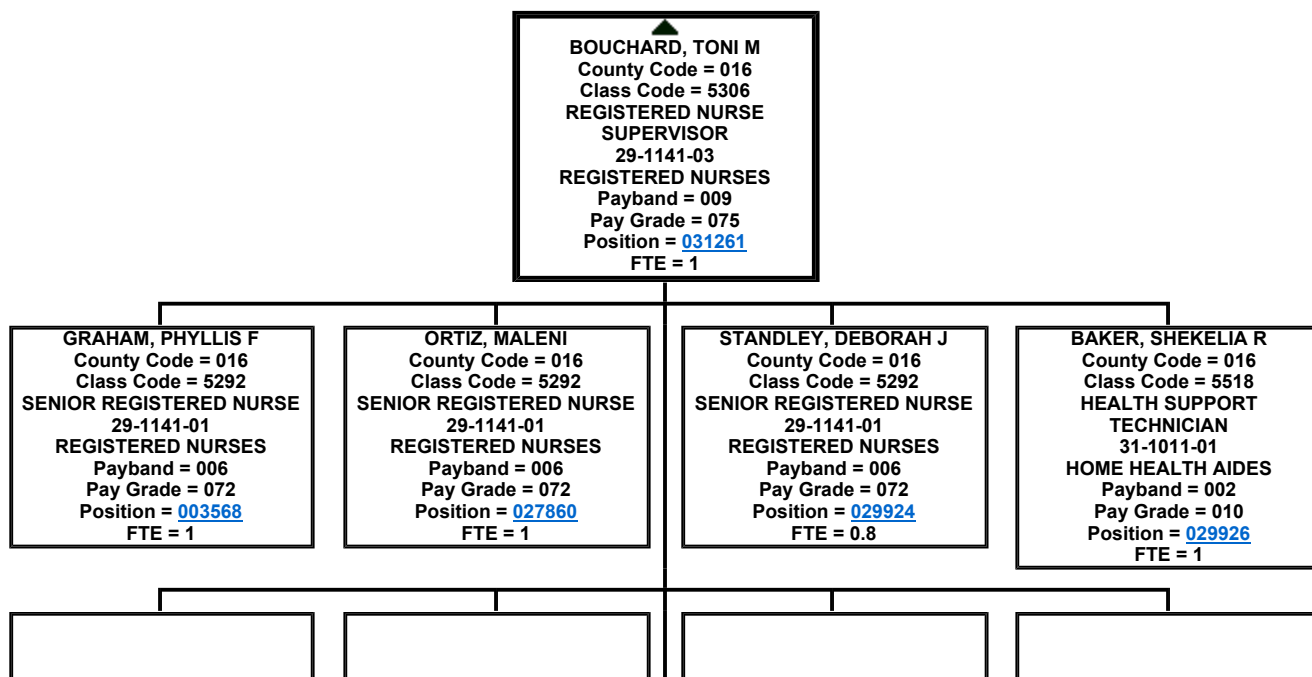 BOUCHARD, TONI M
County Code = 016
Class Code = 5306
REGISTERED NURSE
SUPERVISOR
29-1141-03
REGISTERED NURSES
Payband = 009
Pay Grade = 075
Position = 031261
FTE = 1
GRAHAM, PHYLLIS F
County Code = 016
Class Code = 5292
SENIOR REGISTERED NURSE
29-1141-01
REGISTERED NURSES
Payband = 006
Pay Grade = 072
Position = 003568
FTE = 1
ORTIZ, MALENI
County Code = 016
Class Code = 5292
SENIOR REGISTERED NURSE
29-1141-01
REGISTERED NURSES
Payband = 006
Pay Grade = 072
Position = 027860
FTE = 1
STANDLEY, DEBORAH J
County Code = 016
Class Code = 5292
SENIOR REGISTERED NURSE
29-1141-01
REGISTERED NURSES
Payband = 006
Pay Grade = 072
Position = 029924
FTE = 0.8
BAKER, SHEKELIA R
County Code = 016
Class Code = 5518
HEALTH SUPPORT
TECHNICIAN
31-1011-01
HOME HEALTH AIDES
Payband = 002
Pay Grade = 010
Position = 029926
FTE = 1